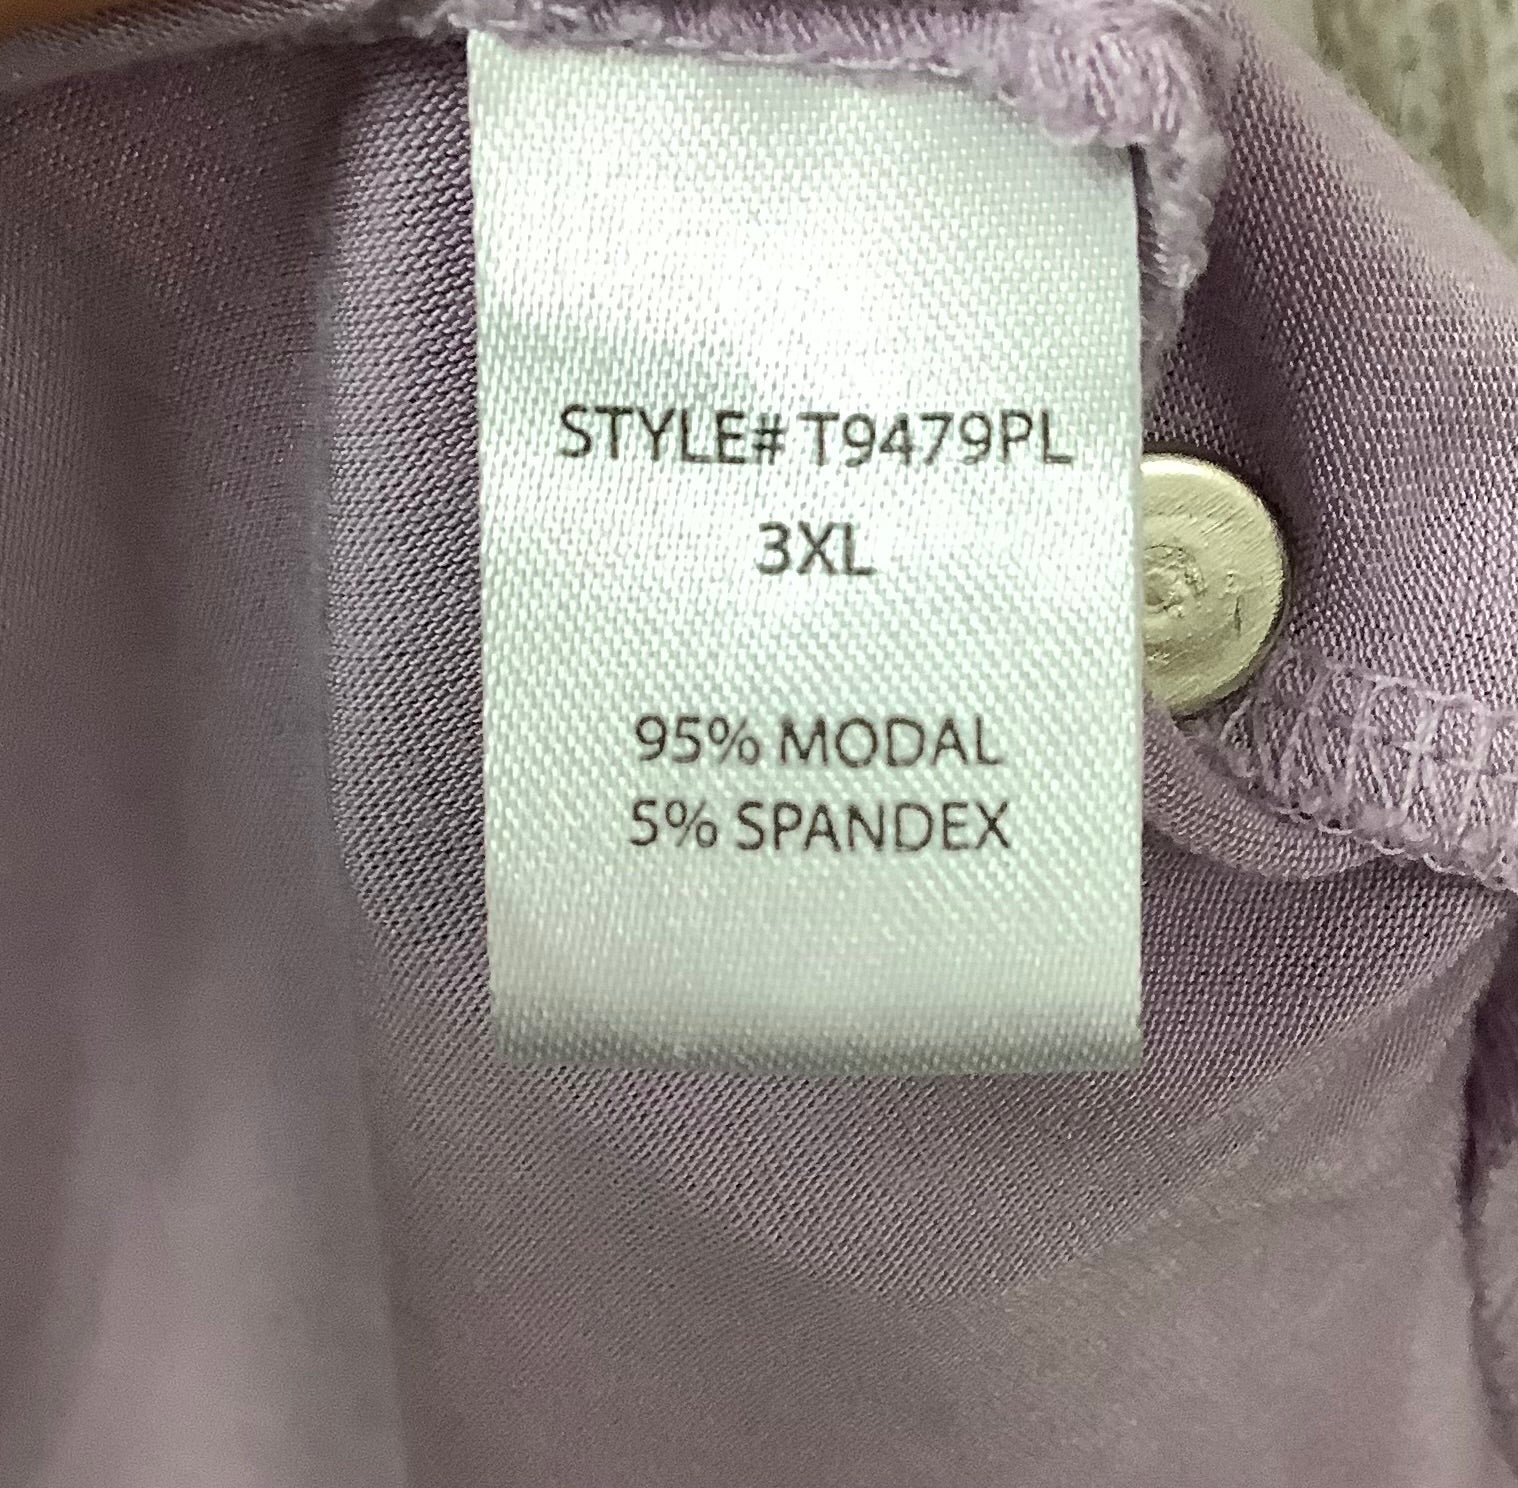 STYLE# T9479PL
3XL
95% MODAL
5% SPANDEX